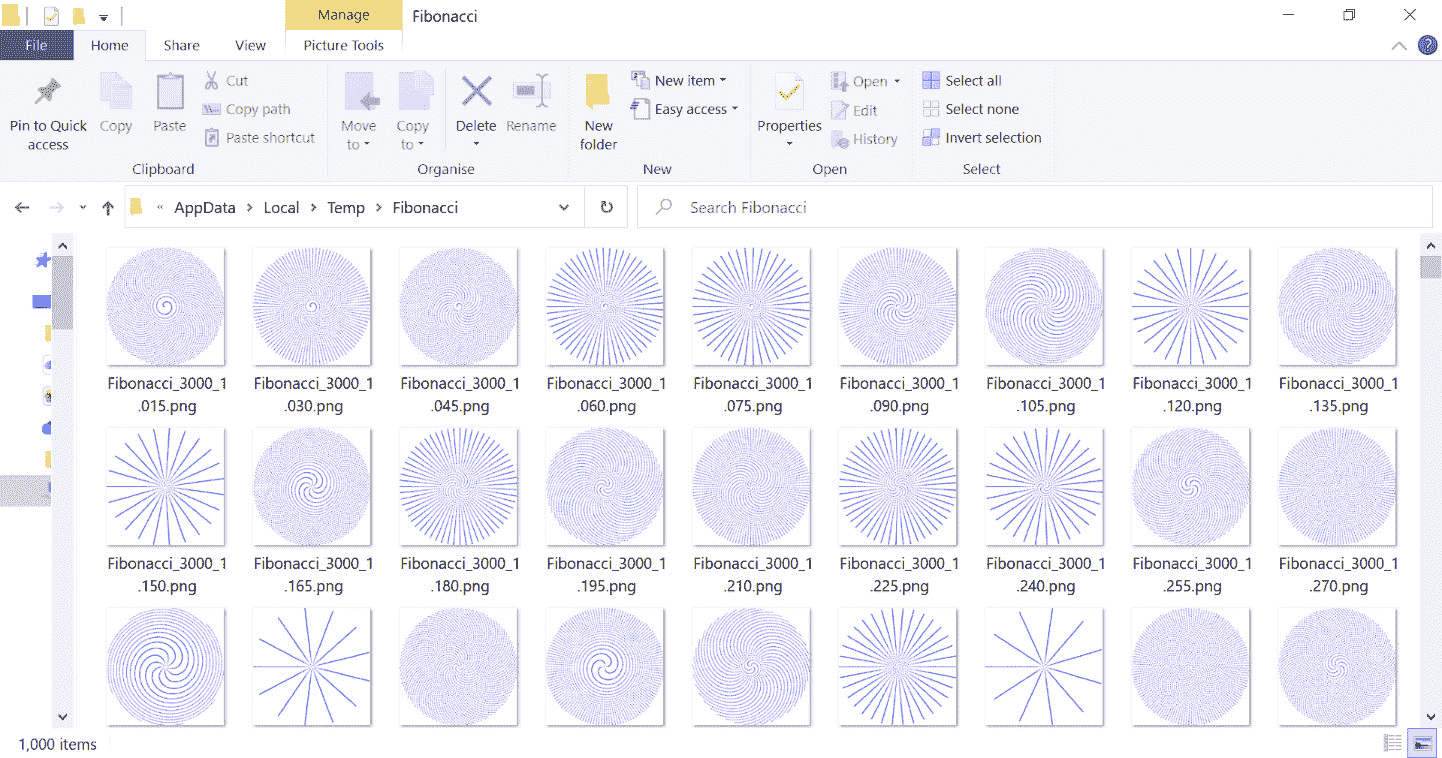 Manage
Fibonacci
File
Home
Share
View
Picture Tools
Pin to Quick access
Copy
Paste
Cut
Copy path
Paste shortcut
Clipboard
Move to
Copy to
Delete
Rename
Organise
New folder
New item
Easy access
New
Properties
Open
Edit
History
Open
Select all
Select none
Invert selection
Select
« AppData > Local > Temp > Fibonacci
Search Fibonacci
Fibonacci_3000_1.015.png
Fibonacci_3000_1.030.png
Fibonacci_3000_1.045.png
Fibonacci_3000_1.060.png
Fibonacci_3000_1.075.png
Fibonacci_3000_1.090.png
Fibonacci_3000_1.105.png
Fibonacci_3000_1.120.png
Fibonacci_3000_1.135.png
Fibonacci_3000_1.150.png
Fibonacci_3000_1.165.png
Fibonacci_3000_1.180.png
Fibonacci_3000_1.195.png
Fibonacci_3000_1.210.png
Fibonacci_3000_1.225.png
Fibonacci_3000_1.240.png
Fibonacci_3000_1.255.png
Fibonacci_3000_1.270.png
1,000 items